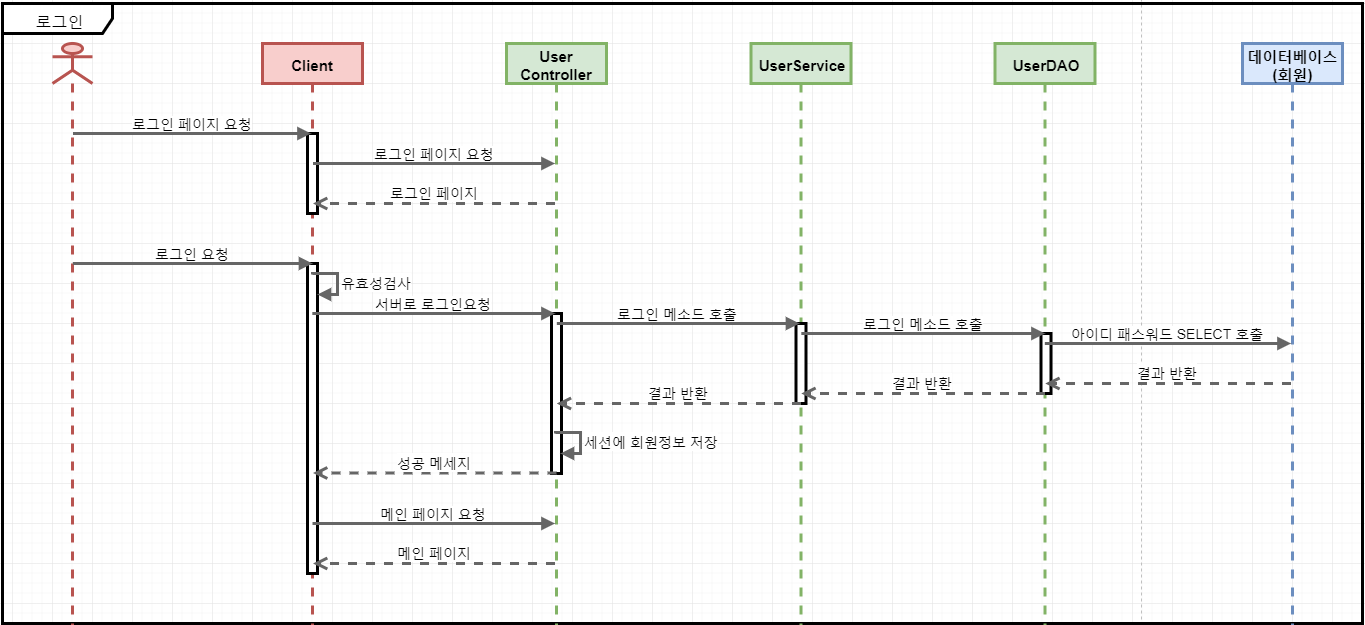 로그인
Client
User
Controller
UserService
UserDAO
데이터베이스
(회원)
로그인 페이지 요청
로그인 페이지 요청
로그인 페이지
로그인 요청
유효성검사
서버로 로그인요청
로그인 메소드 호출
로그인 메소드 호출
아이디 패스워드 SELECT 호출
결과 반환
결과 반환
결과 반환
세션에 회원정보 저장
성공 메세지
메인 페이지 요청
메인 페이지